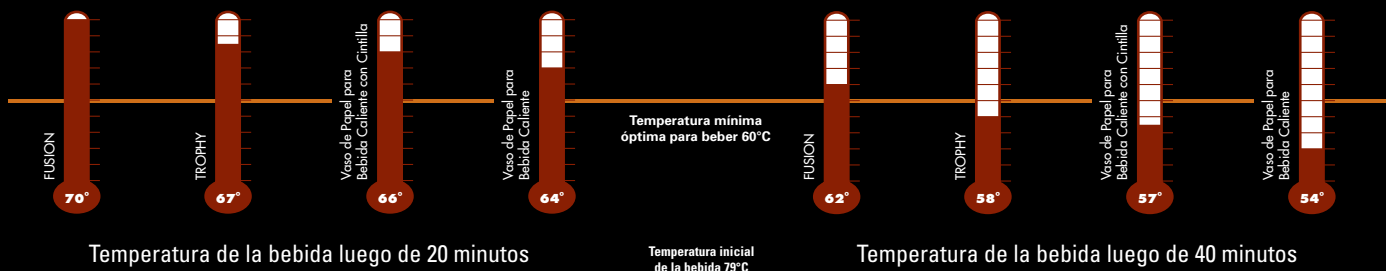 FUSION
70°
TROPHY
67°
Vaso de Papel para
Bebida Caliente con Cintilla
66°
Vaso de Papel para
Bebida Caliente
64°
Temperatura de la bebida luego de 20 minutos
Temperatura mínima
óptima para beber 60°C
Temperatura inicial
de la bebida 79°C
FUSION
62°
TROPHY
58°
Vaso de Papel para
Bebida Caliente con Cintilla
57°
Vaso de Papel para
Bebida Caliente
54°
Temperatura de la bebida luego de 40 minutos